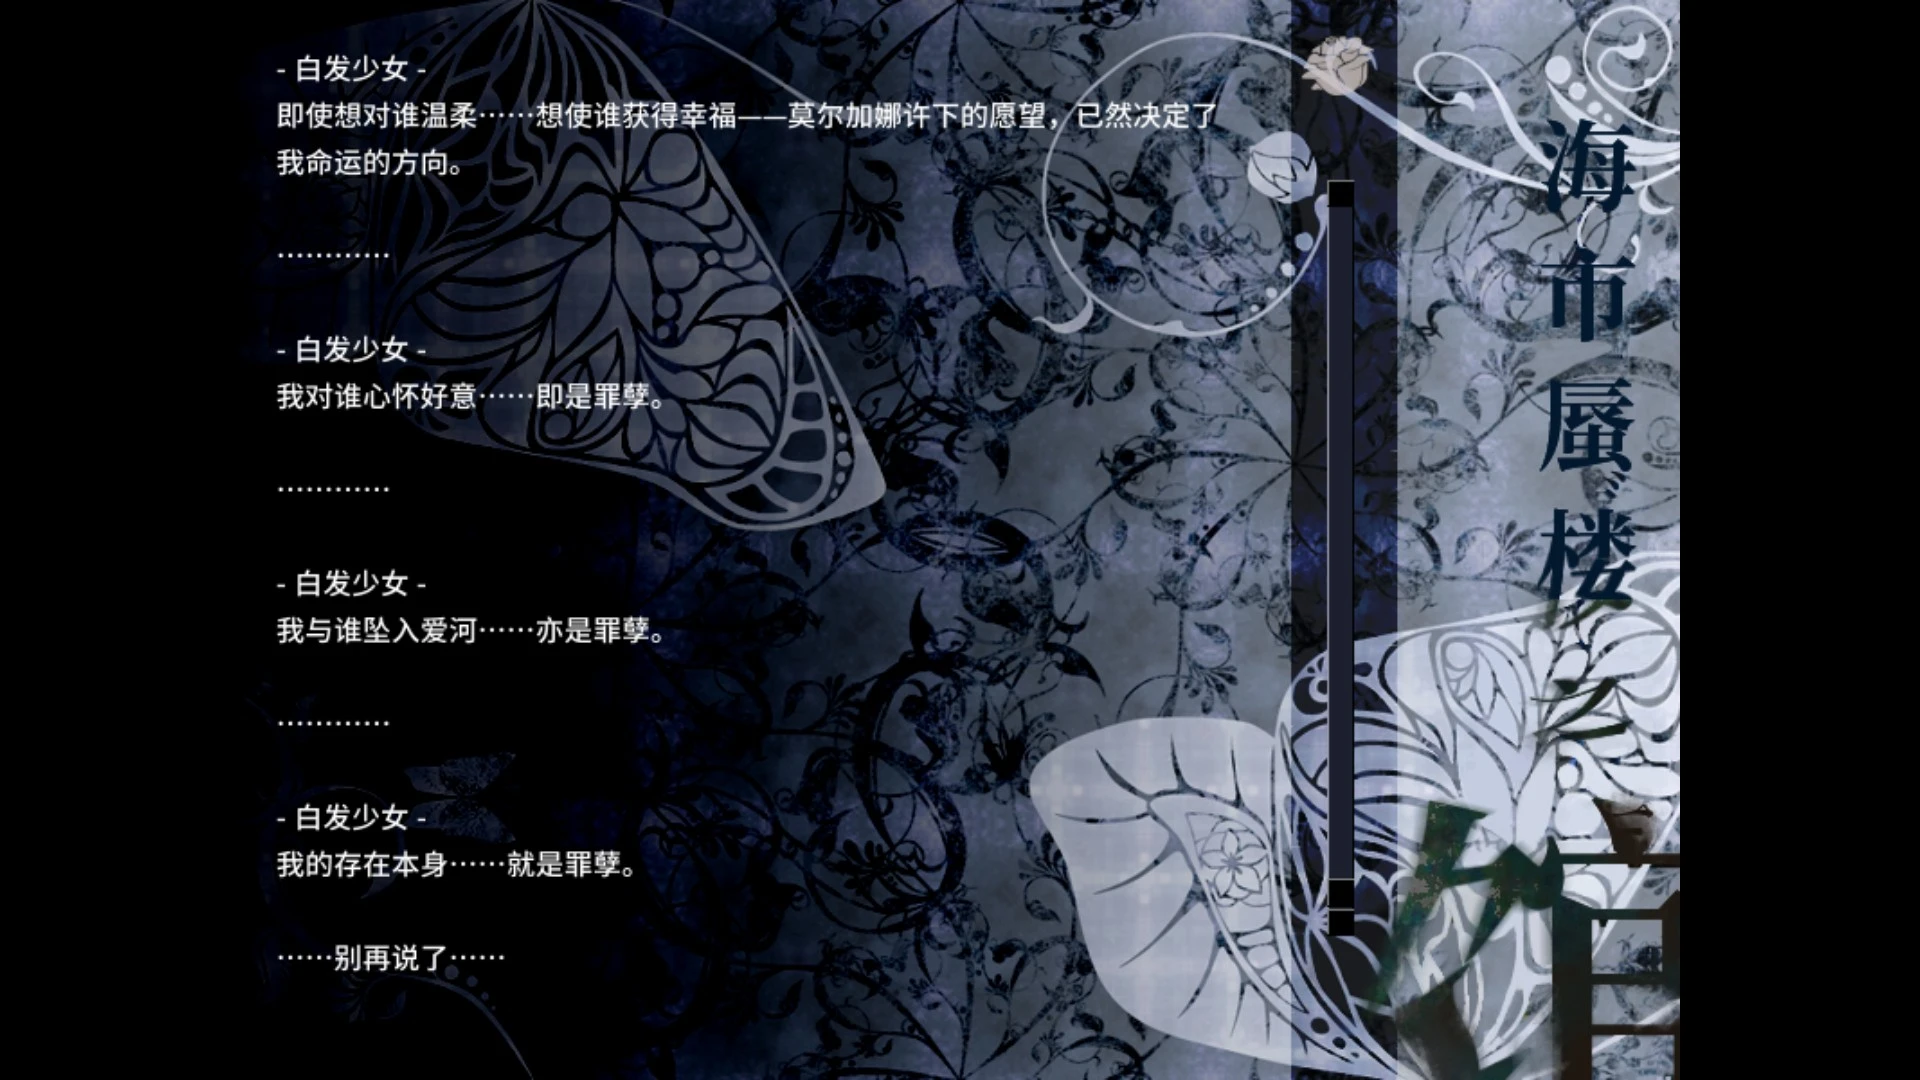 - 白发少女 -
即使想对谁温柔……想使谁获得幸福——莫尔加娜许下的愿望，已然决定了
我命运的方向。
…………
- 白发少女 -
我对谁心怀好意……即是罪孽。
…………
- 白发少女 -
我与谁坠入爱河……亦是罪孽。
…………
- 白发少女 -
我的存在本身……就是罪孽。
……别再说了……
海市蜃楼之馆